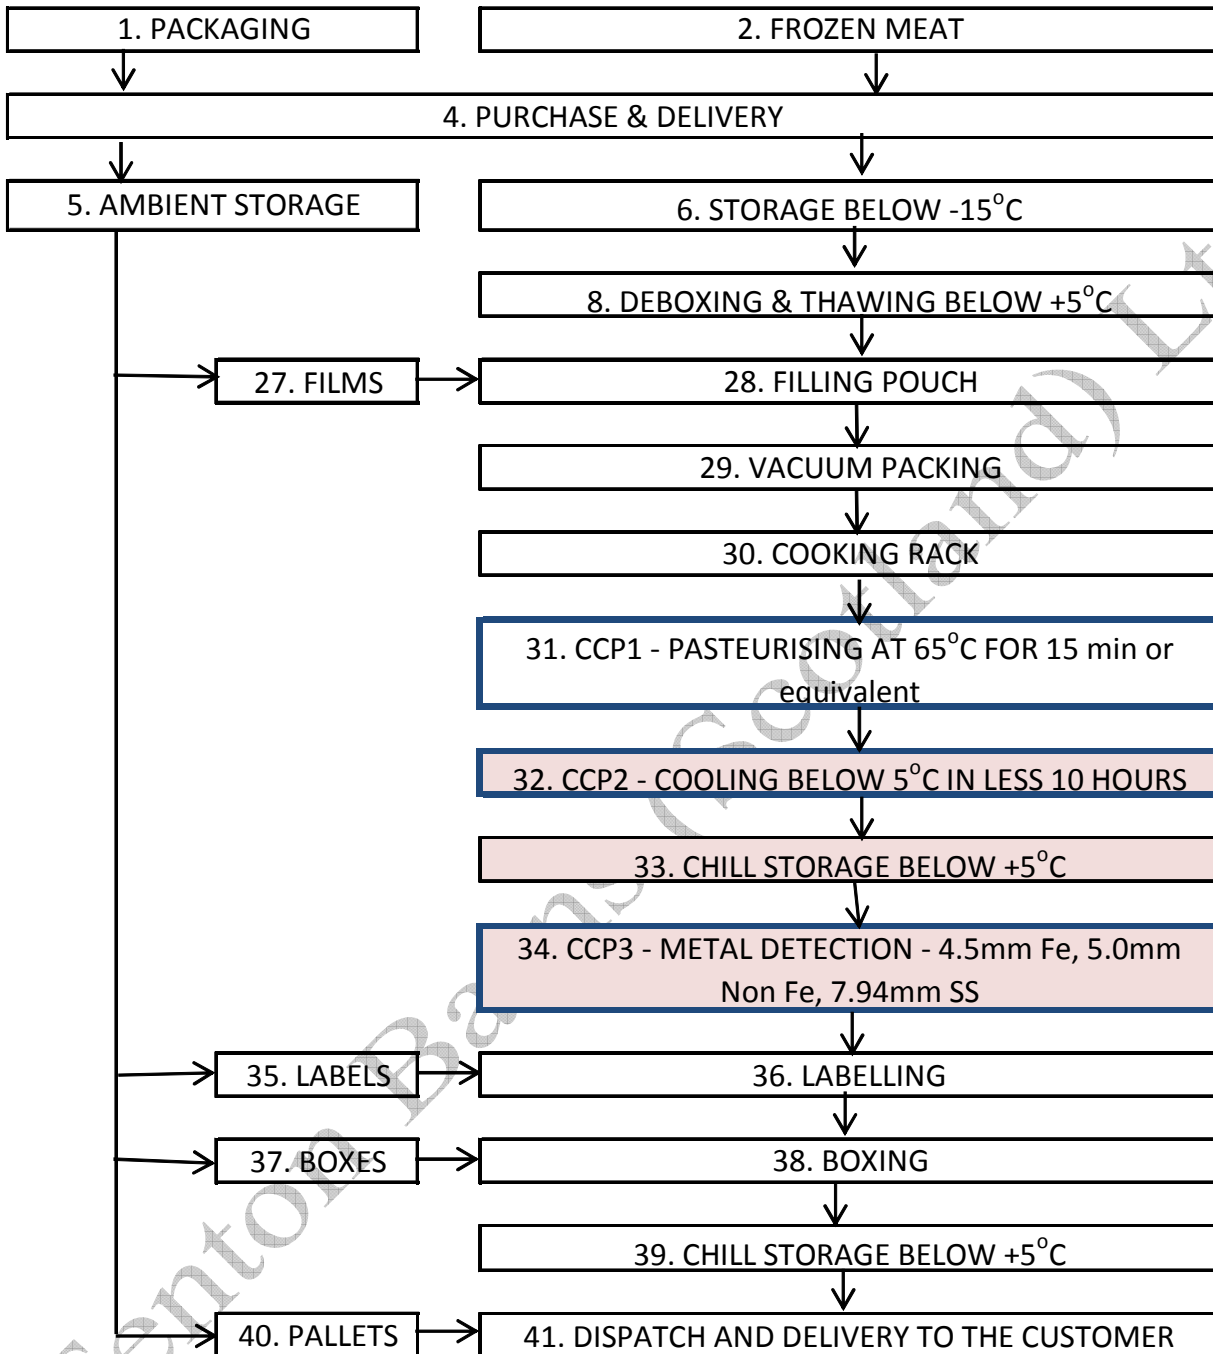 1. PACKAGING
2. FROZEN MEAT
4. PURCHASE & DELIVERY
5. AMBIENT STORAGE
6. STORAGE BELOW -15°C
8. DEBOXING & THAWING BELOW +5°C
27. FILMS
28. FILLING POUCH
29. VACUUM PACKING
30. COOKING RACK
31. CCP1 - PASTEURISING AT 65°C FOR 15 min or
equivalent
32. CCP2 - COOLING BELOW 5°C IN LESS 10 HOURS
33. CHILL STORAGE BELOW +5°C
34. CCP3 - METAL DETECTION - 4.5mm Fe, 5.0mm
Non Fe, 7.94mm SS
35. LABELS
36. LABELLING
37. BOXES
38. BOXING
39. CHILL STORAGE BELOW +5°C
40. PALLETS
41. DISPATCH AND DELIVERY TO THE CUSTOMER
(Scotland)